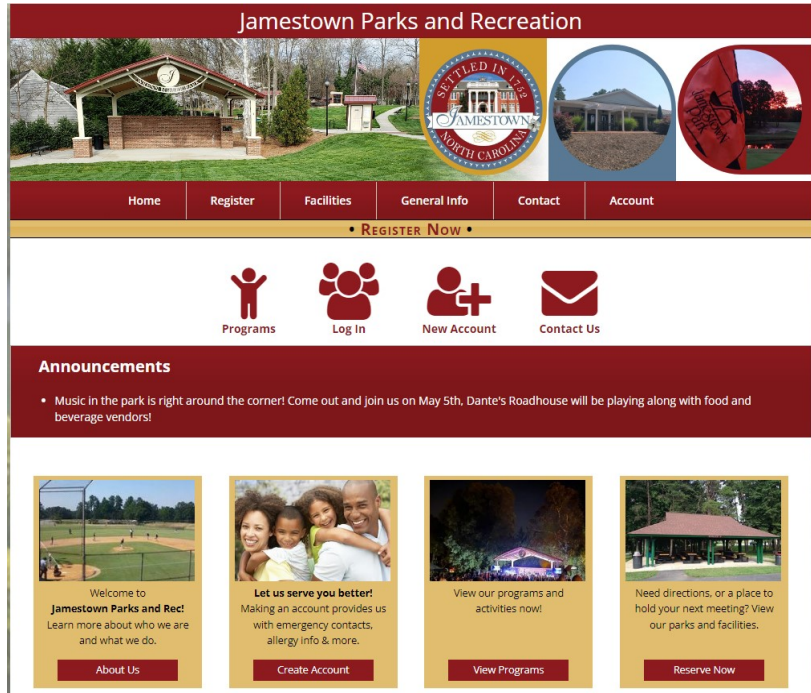 Jamestown Parks and Recreation
SETTLED IN 1752
JAMESTOWN
NORTH CAROLINA
Home Register Facilities General Info Contact Account
• REGISTER NOW •
Programs Log In New Account Contact Us
Announcements
• Music in the park is right around the corner! Come out and join us on May 5th, Dante's Roadhouse will be playing along with food and
beverage vendors!
Welcome to
Jamestown Parks and Rec!
Learn more about who we are
and what we do.
About Us
Let us serve you better!
Making an account provides us
with emergency contacts,
allergy info & more.
Create Account
View our programs and
activities now!
View Programs
Need directions, or a place to
hold your next meeting? View
our parks and facilities.
Reserve Now